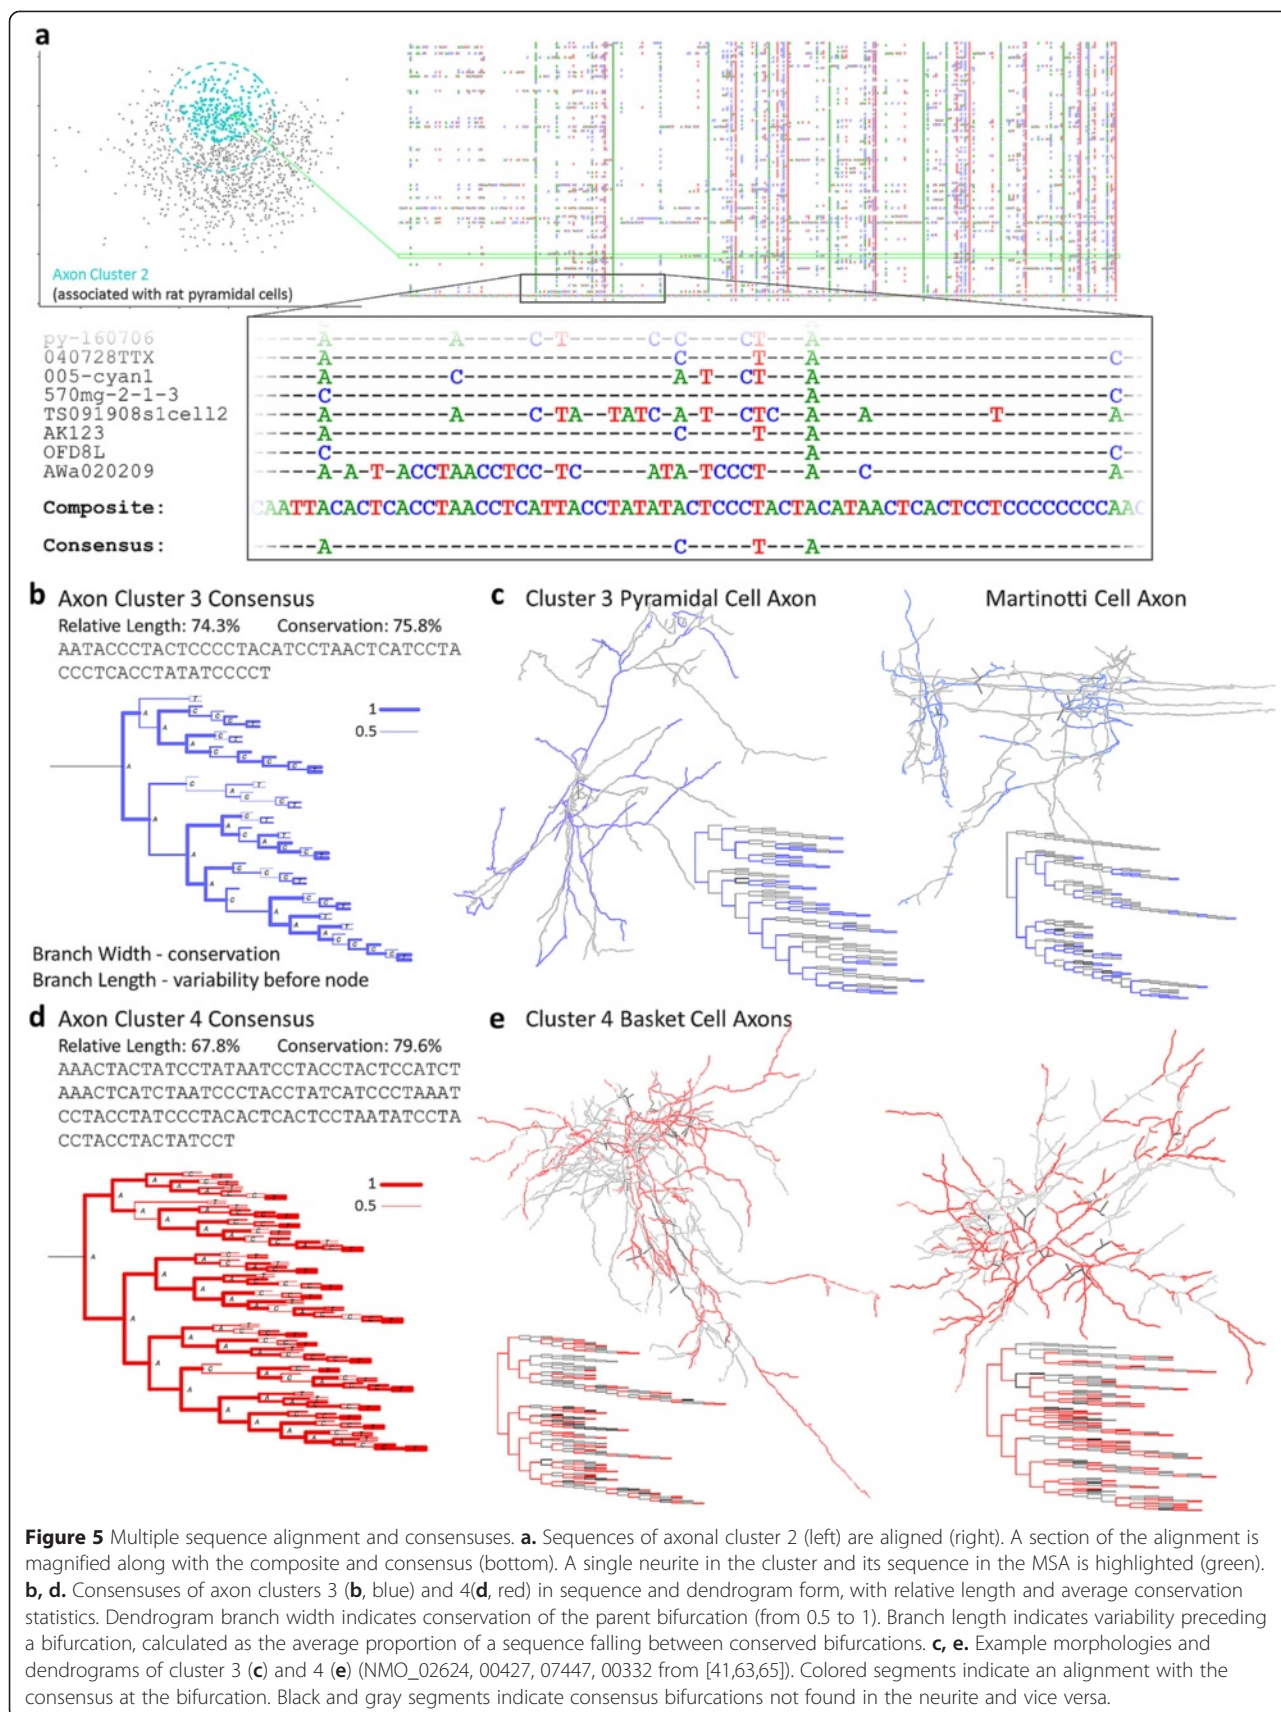 a
Axon Cluster 2
(associated with rat pyramidal cells)
py-160706
A A C T C C C T A
040728TTX
A C T A C
005-cyan1
A C A T C T A
570mg-2-1-3
C A C
TS091908s1cell2
A A C TA TATC A T CTC A A T A
AK123
A C T A
OFD8L
C A C
AWa020209
A-A-T-ACCTAACCTCC-TC-----ATA-TCCCT---A---C---A
Composite:
CAATTACACTCACCTAACCTCATTACCTATATACTCCCTACTACATAACTCACTCCTCCCCCCCCAAC
Consensus:
A C T A
b Axon Cluster 3 Consensus
Relative Length: 74.3% Conservation: 75.8%
AATACCCTACTCCCCTACATCCTAACTCATCCTA
CCCTCACCTATATCCCCT
1
0.5
Branch Width - conservation
Branch Length - variability before node
c Cluster 3 Pyramidal Cell Axon Martinotti Cell Axon
d Axon Cluster 4 Consensus
Relative Length: 67.8% Conservation: 79.6%
AAACTACTATCCTATAATCCTACCTACTCCATCT
AAACTCATCTAATCCCTACCTATCATCCCTAAAT
CCTACCTATCCCTACACTCACTCCTAATATCCTA
CCTACCTACTATCCT
1
0.5
e Cluster 4 Basket Cell Axons
Figure 5 Multiple sequence alignment and consensuses. a. Sequences of axonal cluster 2 (left) are aligned (right). A section of the alignment is
magnified along with the composite and consensus (bottom). A single neurite in the cluster and its sequence in the MSA is highlighted (green).
b, d. Consensuses of axon clusters 3 (b, blue) and 4(d, red) in sequence and dendrogram form, with relative length and average conservation
statistics. Dendrogram branch width indicates conservation of the parent bifurcation (from 0.5 to 1). Branch length indicates variability preceding
a bifurcation, calculated as the average proportion of a sequence falling between conserved bifurcations. c, e. Example morphologies and
dendrograms of cluster 3 (c) and 4 (e) (NMO_02624, 00427, 07447, 00332 from [41,63,65]). Colored segments indicate an alignment with the
consensus at the bifurcation. Black and gray segments indicate consensus bifurcations not found in the neurite and vice versa.